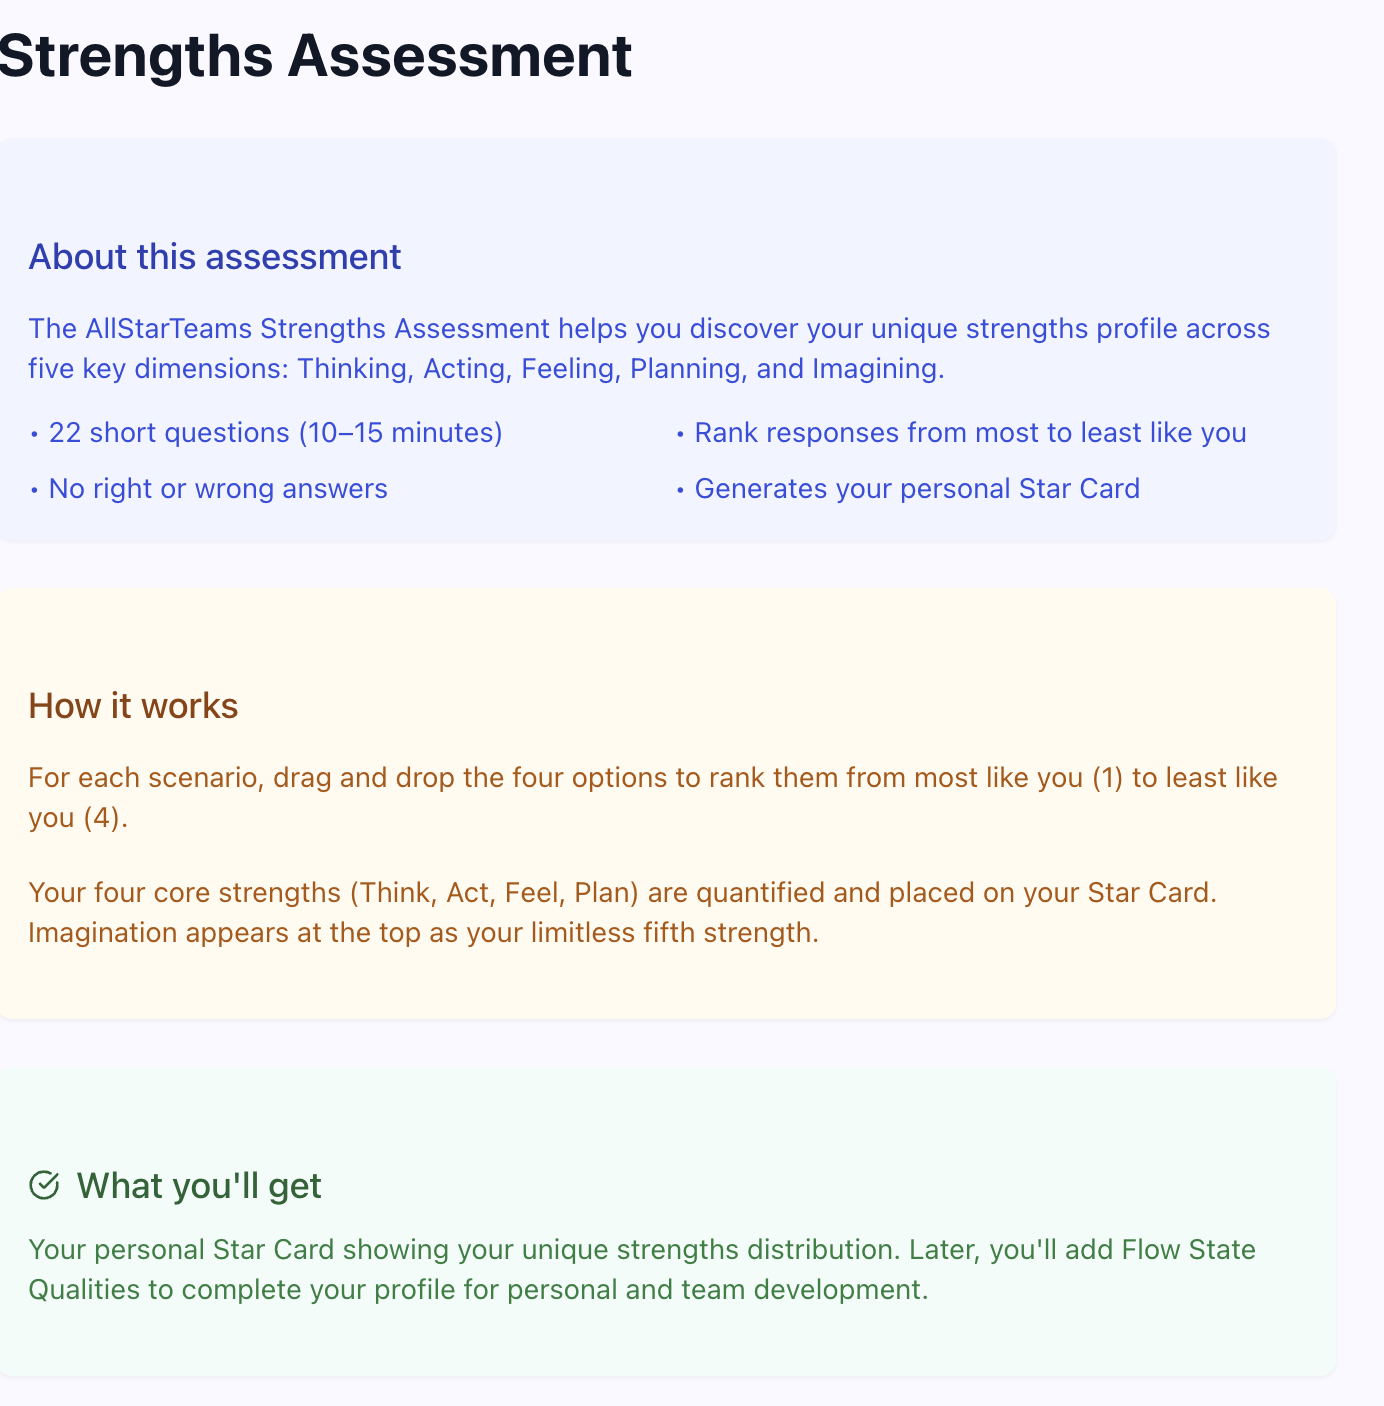 Strengths Assessment
About this assessment
The AllStarTeams Strengths Assessment helps you discover your unique strengths profile across
five key dimensions: Thinking, Acting, Feeling, Planning, and Imagining.
• 22 short questions (10–15 minutes)
• Rank responses from most to least like you
• No right or wrong answers
• Generates your personal Star Card
How it works
For each scenario, drag and drop the four options to rank them from most like you (1) to least like
you (4).
Your four core strengths (Think, Act, Feel, Plan) are quantified and placed on your Star Card.
Imagination appears at the top as your limitless fifth strength.
What you'll get
Your personal Star Card showing your unique strengths distribution. Later, you'll add Flow State
Qualities to complete your profile for personal and team development.